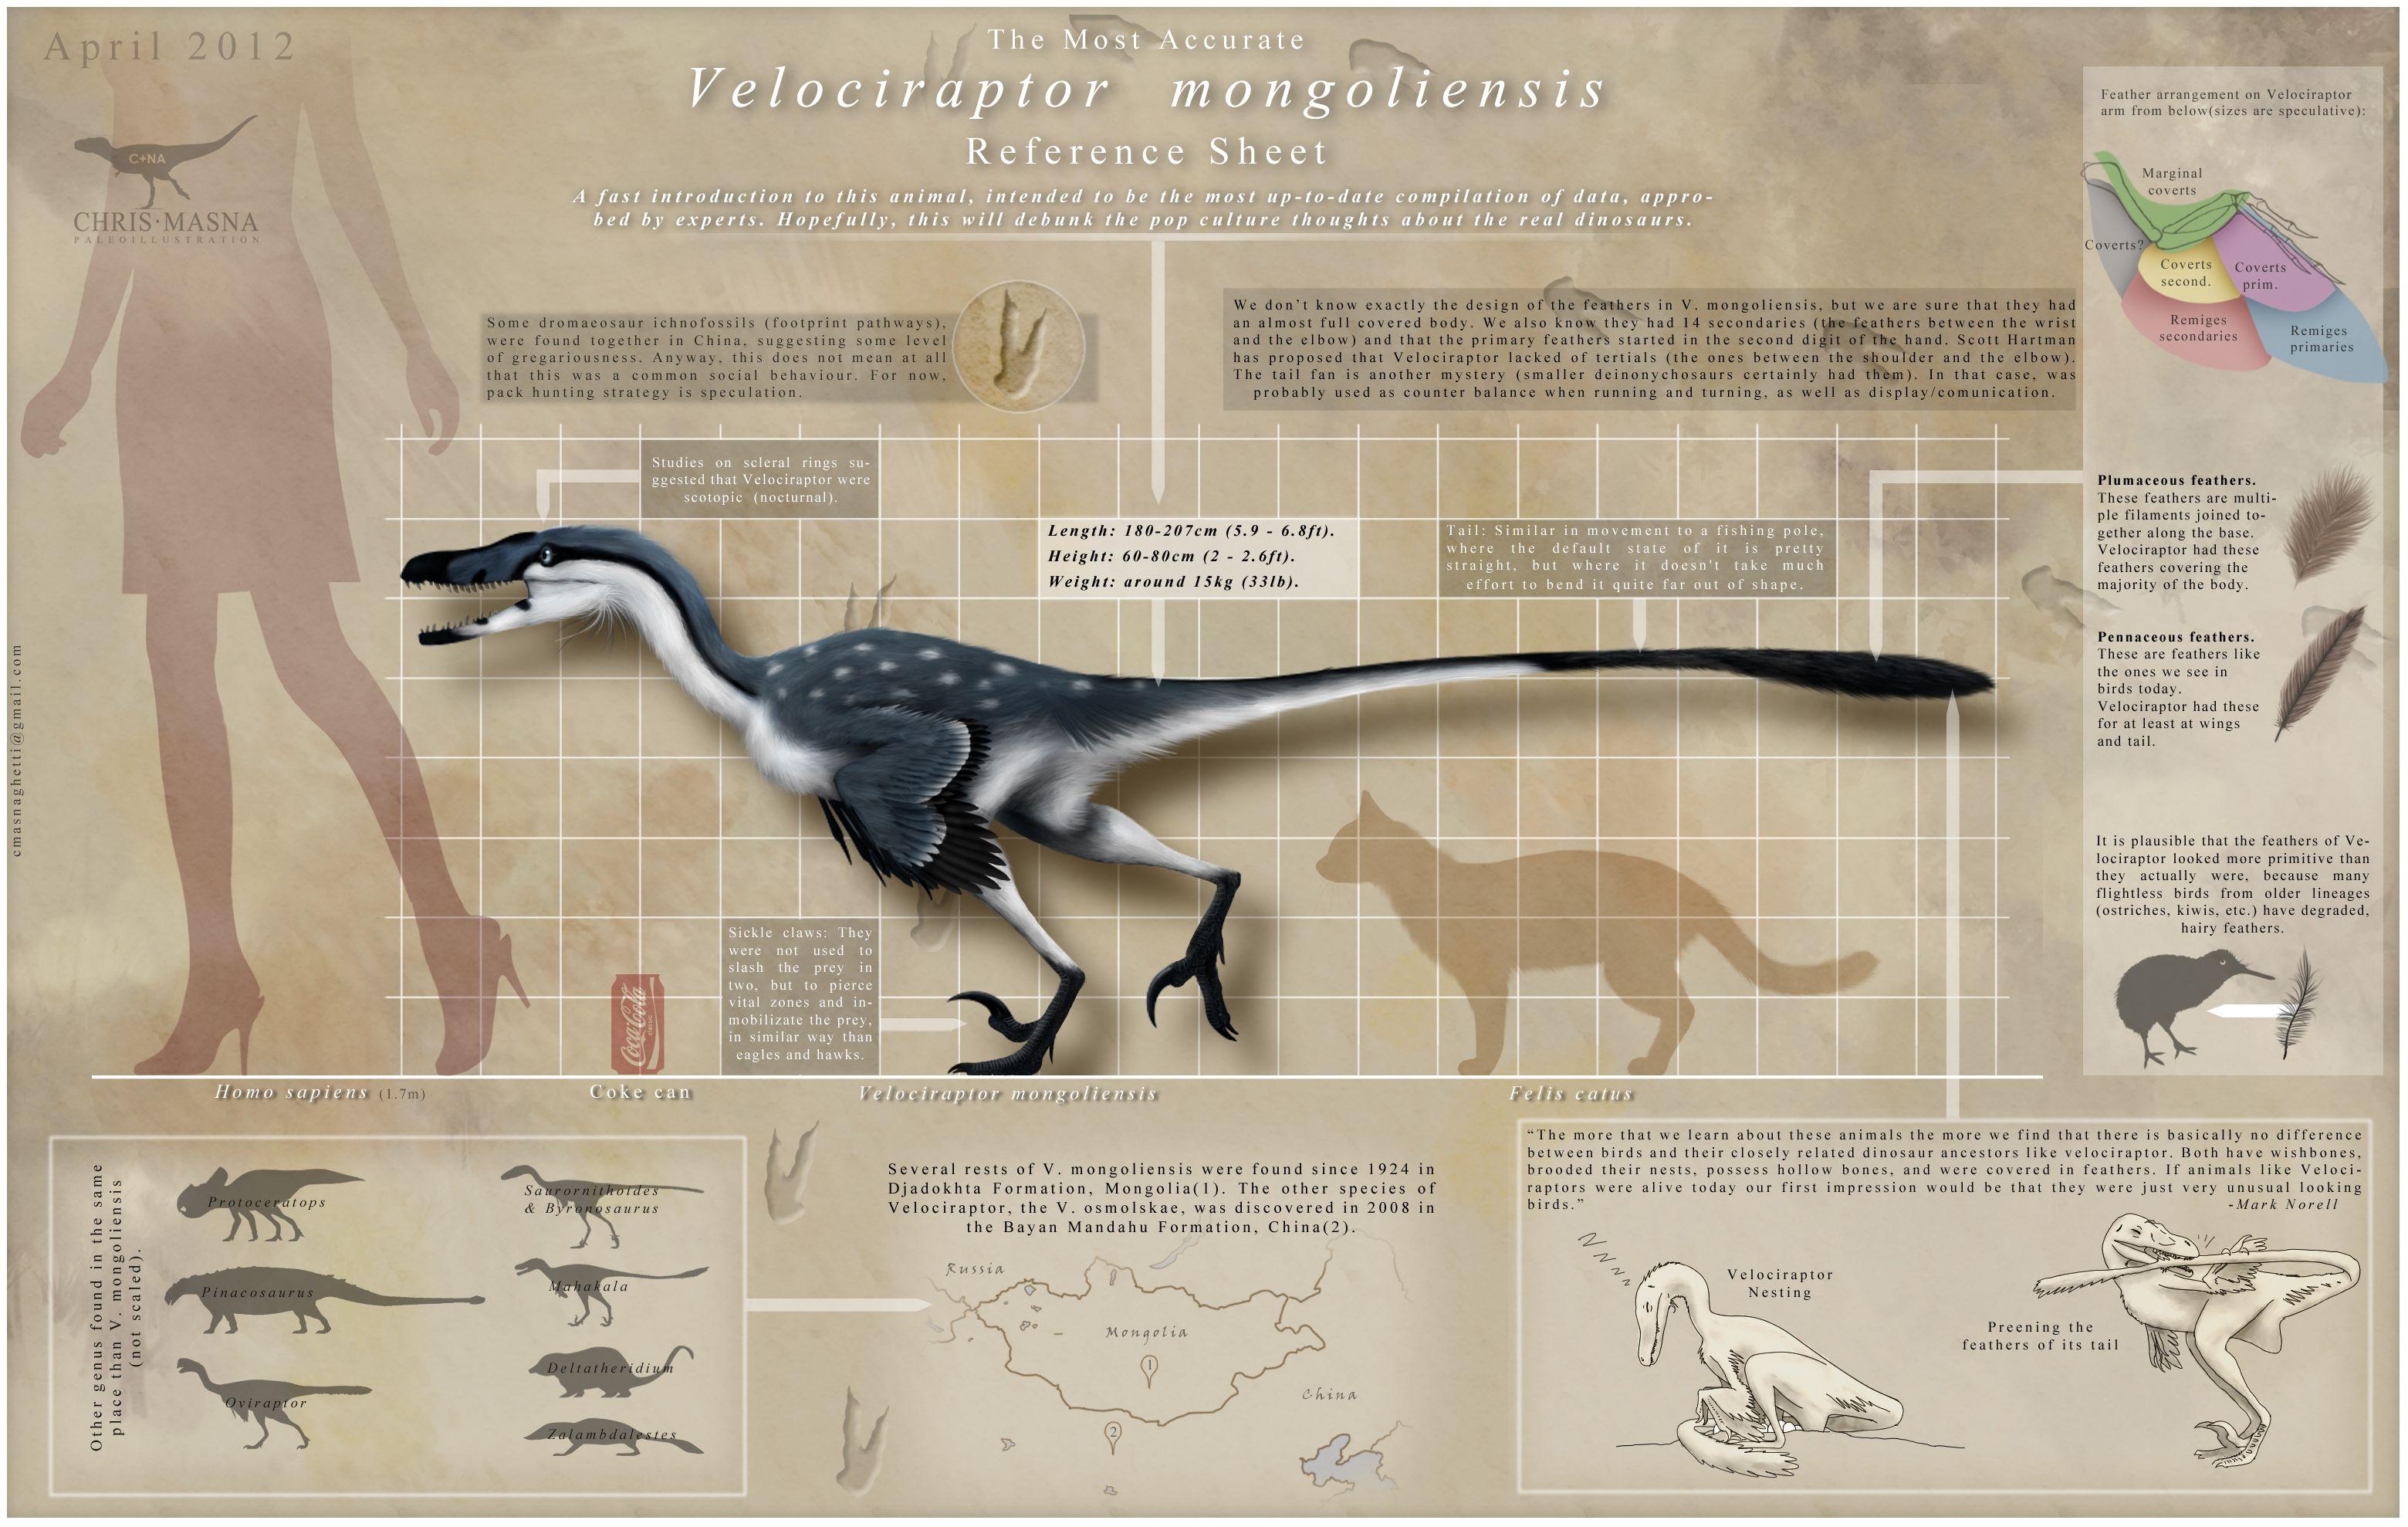 April 2012
C+NA
CHRIS·MASNA
PALEOILLUSTRATION
The Most Accurate
Velociraptor mongoliensis
Reference Sheet
A fast introduction to this animal, intended to be the most up-to-date compilation of data, appro-
bed by experts. Hopefully, this will debunk the pop culture thoughts about the real dinosaurs.
Some dromaeosaur ichnofossils (footprint pathways),
were found together in China, suggesting some level
of gregariousness. Anyway, this does not mean at all
that this was a common social behaviour. For now,
pack hunting strategy is speculation.
We don't know exactly the design of the feathers in V. mongoliensis, but we are sure that they had
an almost full covered body. We also know they had 14 secondaries (the feathers between the wrist
and the elbow) and that the primary feathers started in the second digit of the hand. Scott Hartman
has proposed that Velociraptor lacked of tertials (the ones between the shoulder and the elbow).
The tail fan is another mystery (smaller deinonychosaurs certainly had them). In that case, was
probably used as counter balance when running and turning, as well as display/comunication.
Feather arrangement on Velociraptor
arm from below(sizes are speculative):
Marginal
coverts
Coverts?
Coverts
second.
Coverts
prim.
Remiges
secondaries
Remiges
primaries
Studies on scleral rings su-
ggested that Velociraptor were
scotopic (nocturnal).
Length: 180-207cm (5.9 - 6.8ft).
Height: 60-80cm (2 - 2.6ft).
Weight: around 15kg (33lb).
Tail: Similar in movement to a fishing pole,
where the default state of it is pretty
straight, but where it doesn't take much
effort to bend it quite far out of shape.
Plumaceous feathers.
These feathers are multi-
ple filaments joined to-
gether along the base.
Velociraptor had these
feathers covering the
majority of the body.
Pennaceous feathers.
These are feathers like
the ones we see in
birds today.
Velociraptor had these
for at least at wings
and tail.
It is plausible that the feathers of Ve-
lociraptor looked more primitive than
they actually were, because many
flightless birds from older lineages
(ostriches, kiwis, etc.) have degraded,
hairy feathers.
cmasnaghetti@gmail.com
Sickle claws: They
were not used to
slash the prey in
two, but to pierce
vital zones and in-
mobilizate the prey,
in similar way than
eagles and hawks.
Coca-Cola
classic
Homo sapiens (1.7m)
Coke can
Velociraptor mongoliensis
Felis catus
Other genus found in the same
place than V. mongoliensis
(not scaled).
Protoceratops
Saurornithoides
& Byronosaurus
Pinacosaurus
Mahakala
Oviraptor
Deltatheridium
Zalambdalestes
Several rests of V. mongoliensis were found since 1924 in
Djadokhta Formation, Mongolia(1). The other species of
Velociraptor, the V. osmolskae, was discovered in 2008 in
the Bayan Mandahu Formation, China(2).
Russia
Mongolia
1
China
2
“The more that we learn about these animals the more we find that there is basically no difference
between birds and their closely related dinosaur ancestors like velociraptor. Both have wishbones,
brooded their nests, possess hollow bones, and were covered in feathers. If animals like Veloci-
raptors were alive today our first impression would be that they were just very unusual looking
birds.”
-Mark Norell
ZZZZZ
Velociraptor
Nesting
Preening the
feathers of its tail